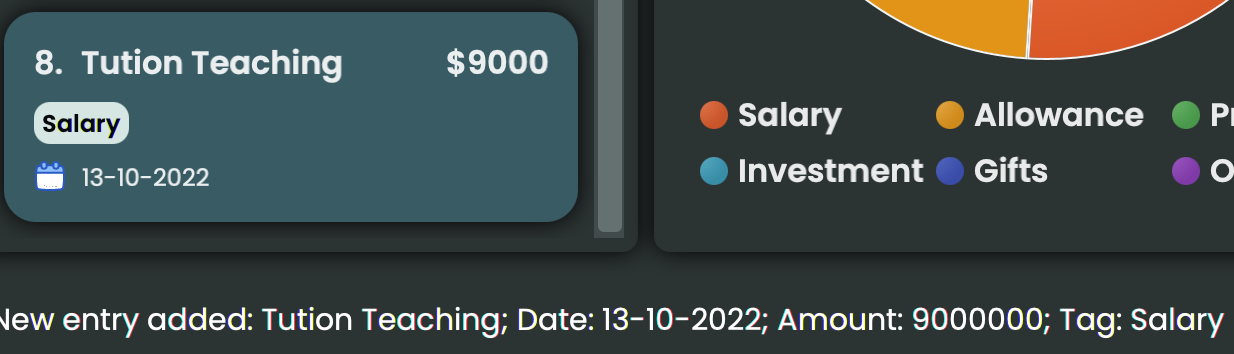 8. Tution Teaching $9000
Salary
13-10-2022
Salary Allowance
Investment Gifts
New entry added: Tution Teaching; Date: 13-10-2022; Amount: 9000000; Tag: Salary